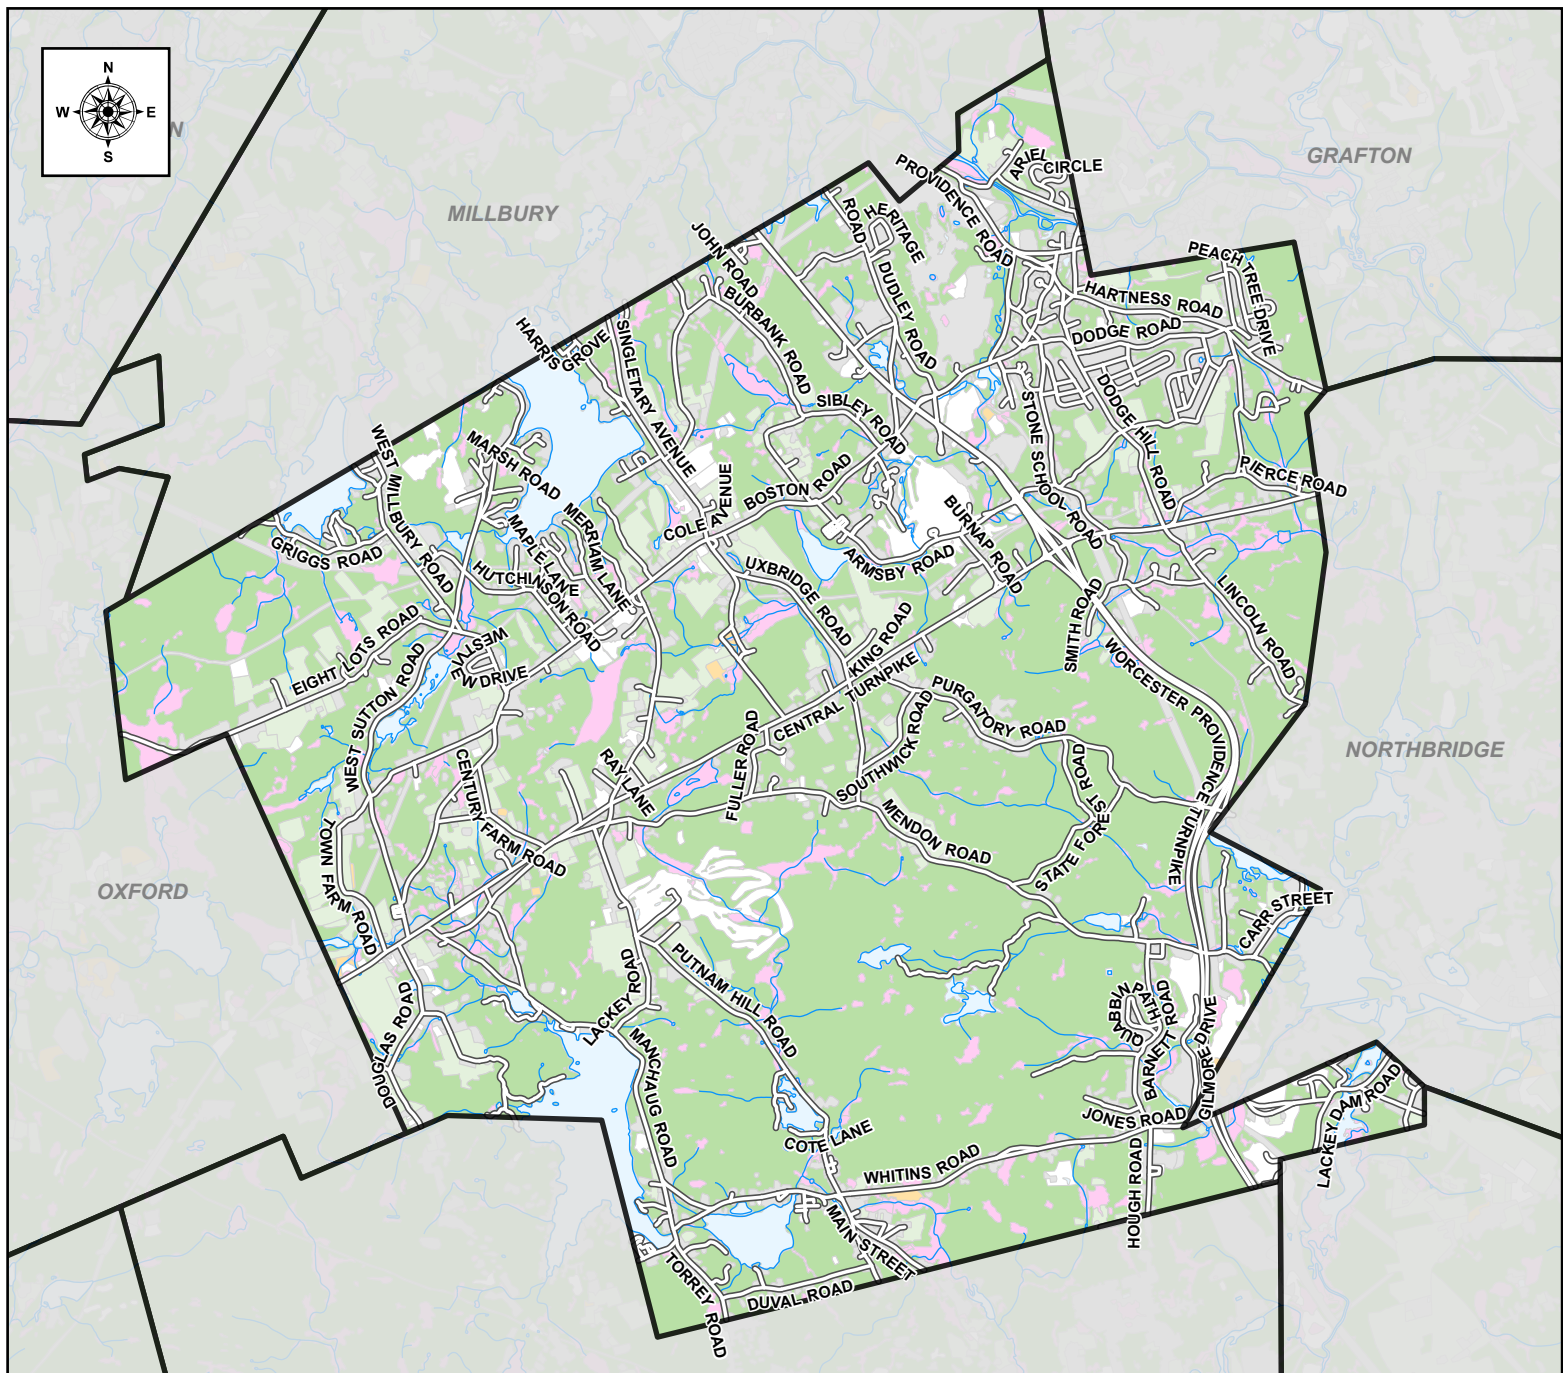 N
W E
S
N
MILLBURY
GRAFTON
OXFORD
NORTHBRIDGE
ARIEL CIRCLE
PROVIDENCE ROAD
HERITAGE ROAD
JOHN ROAD
DUDLEY ROAD
PEACH TREE DRIVE
HARTNESS ROAD
DODGE ROAD
BURBANK ROAD
HARRIS GROVE
SINGLETARY AVENUE
SIBLEY ROAD
STONE SCHOOL ROAD
DODGE HILL ROAD
PIERCE ROAD
WEST MILLBURY ROAD
MARSH ROAD
MERRIAM LANE
MAPLE LANE
COLE AVENUE
BOSTON ROAD
BURNAP ROAD
ARMSBY ROAD
GRIGGS ROAD
HUTCHINSON ROAD
UXBRIDGE ROAD
LINCOLN ROAD
SMITH ROAD
EIGHT LOTS ROAD
WESTVIEW DRIVE
WEST SUTTON ROAD
KING ROAD
CENTRAL TURNPIKE
PURGATORY ROAD
WORCESTER PROVIDENCE TURNPIKE
SOUTHWICK ROAD
FULLER ROAD
RAY LANE
CENTURY FARM ROAD
STATE FOREST ROAD
MENDON ROAD
TOWN FARM ROAD
CARR STREET
LACKEY ROAD
PUTNAM HILL ROAD
QUABBIN PATH
BARNETT ROAD
GILMORE DRIVE
DOUGLAS ROAD
MANCHAUG ROAD
JONES ROAD
LACKEY DAM ROAD
COTE LANE
WHITINS ROAD
HOUGH ROAD
MAIN STREET
TORREY ROAD
DUVAL ROAD